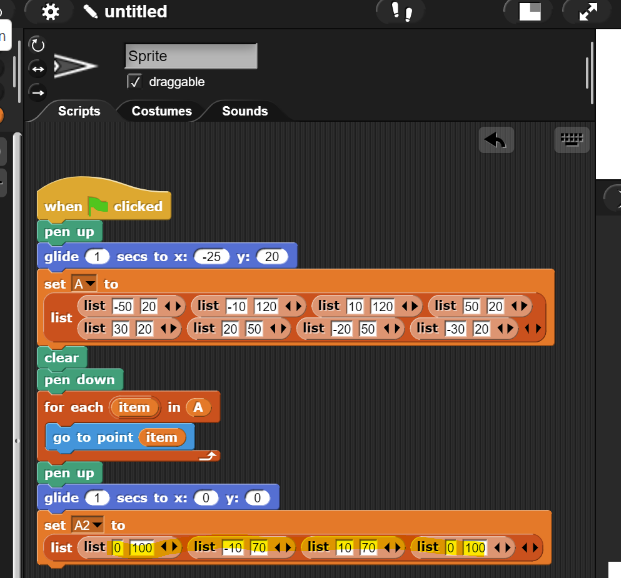 untitled
Sprite
draggable
Scripts Costumes Sounds
when clicked
pen up
glide 1 secs to x: -25 y: 20
set A to
list list -50 20 list -10 120 list 10 120 list 50 20
list 30 20 list 20 50 list -20 50 list -30 20
clear
pen down
for each item in A
go to point item
pen up
glide 1 secs to x: 0 y: 0
set A2 to
list list 0 100 list -10 70 list 10 70 list 0 100